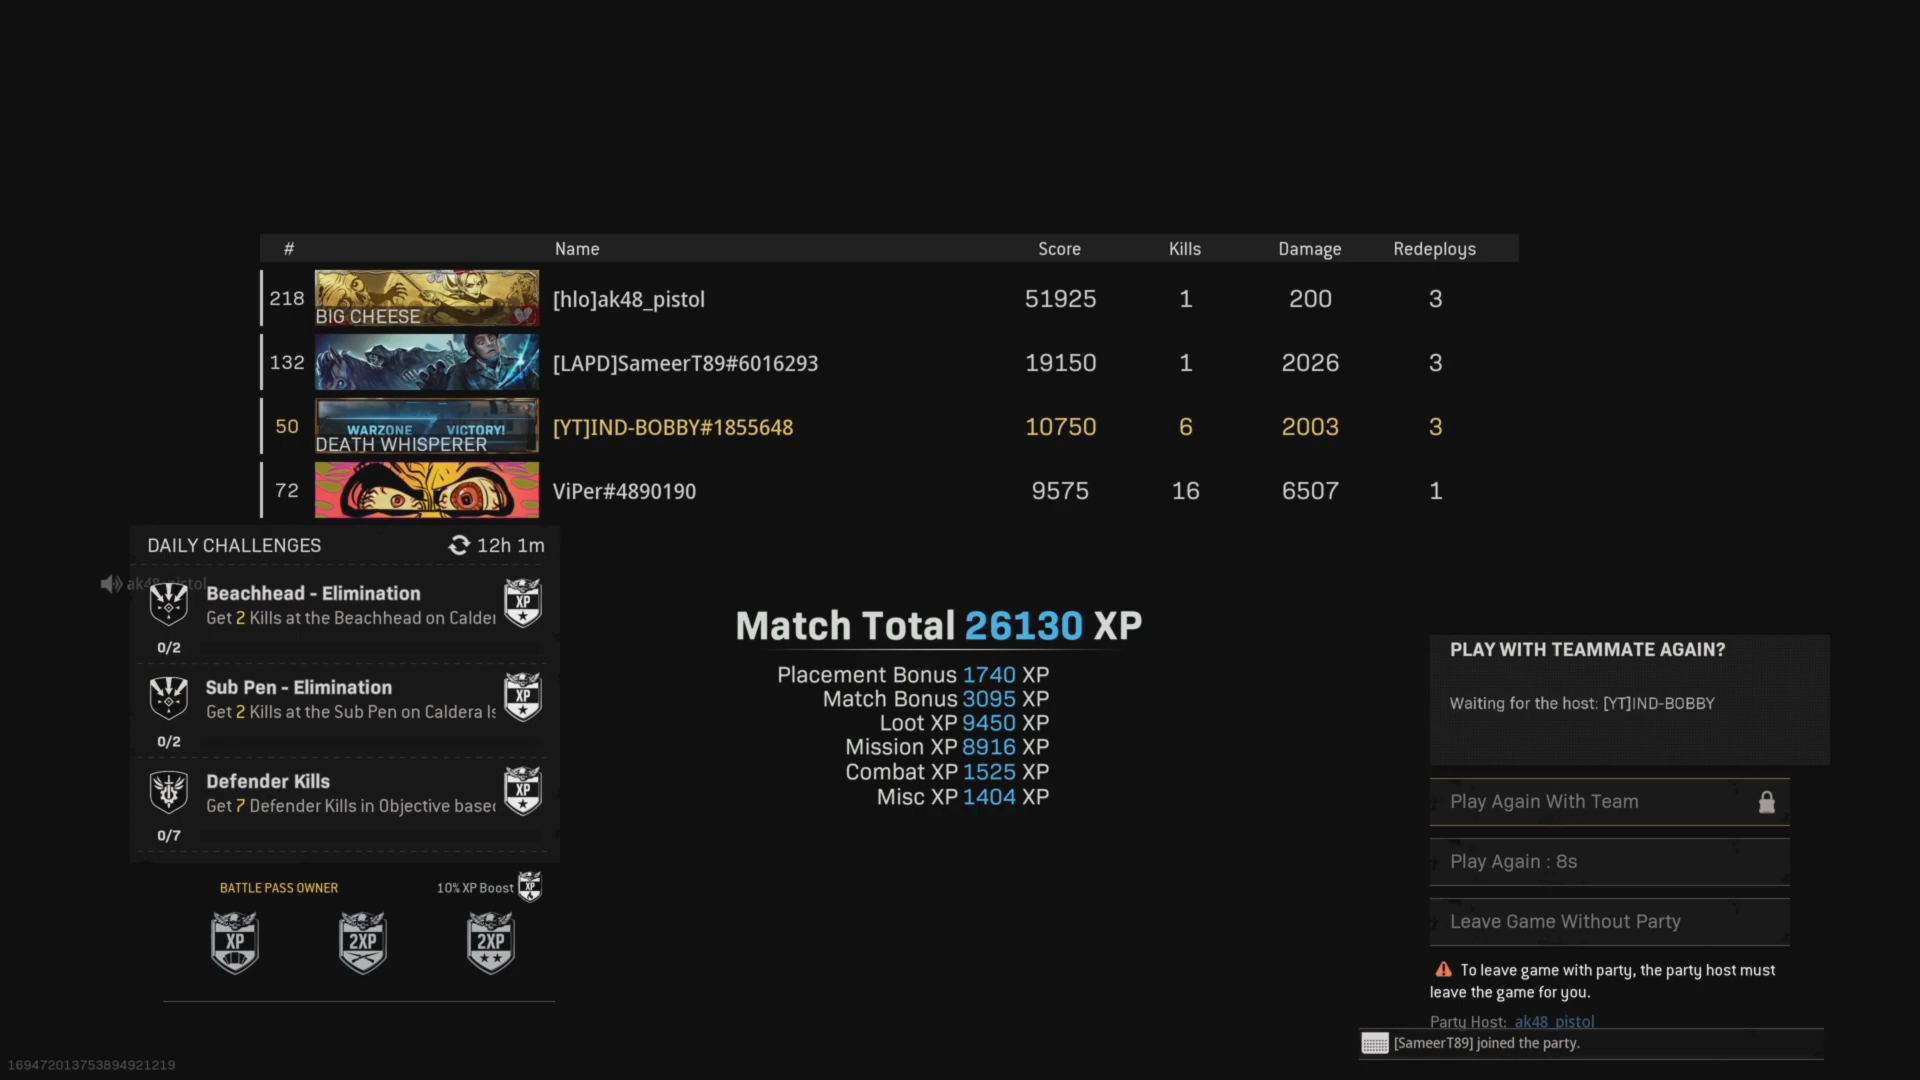 # Name Score Kills Damage Redeploys
218 BIG CHEESE [hlo]ak48_pistol 51925 1 200 3
132 [LAPD]SameerT89#6016293 19150 1 2026 3
50 WARZONE VICTORY! DEATH WHISPERER [YT]IND-BOBBY#1855648 10750 6 2003 3
72 ViPer#4890190 9575 16 6507 1
DAILY CHALLENGES 12h 1m
ak48_pistol
Beachhead - Elimination XP
Get 2 Kills at the Beachhead on Calder
0/2
Sub Pen - Elimination XP
Get 2 Kills at the Sub Pen on Caldera Is
0/2
Defender Kills XP
Get 7 Defender Kills in Objective based
0/7
BATTLE PASS OWNER 10% XP Boost XP
XP 2XP 2XP
Match Total 26130 XP
Placement Bonus 1740 XP
Match Bonus 3095 XP
Loot XP 9450 XP
Mission XP 8916 XP
Combat XP 1525 XP
Misc XP 1404 XP
PLAY WITH TEAMMATE AGAIN?
Waiting for the host: [YT]IND-BOBBY
Play Again With Team
Play Again : 8s
Leave Game Without Party
To leave game with party, the party host must
leave the game for you.
Party Host: ak48_pistol
[SameerT89] joined the party.
169472013753894921219